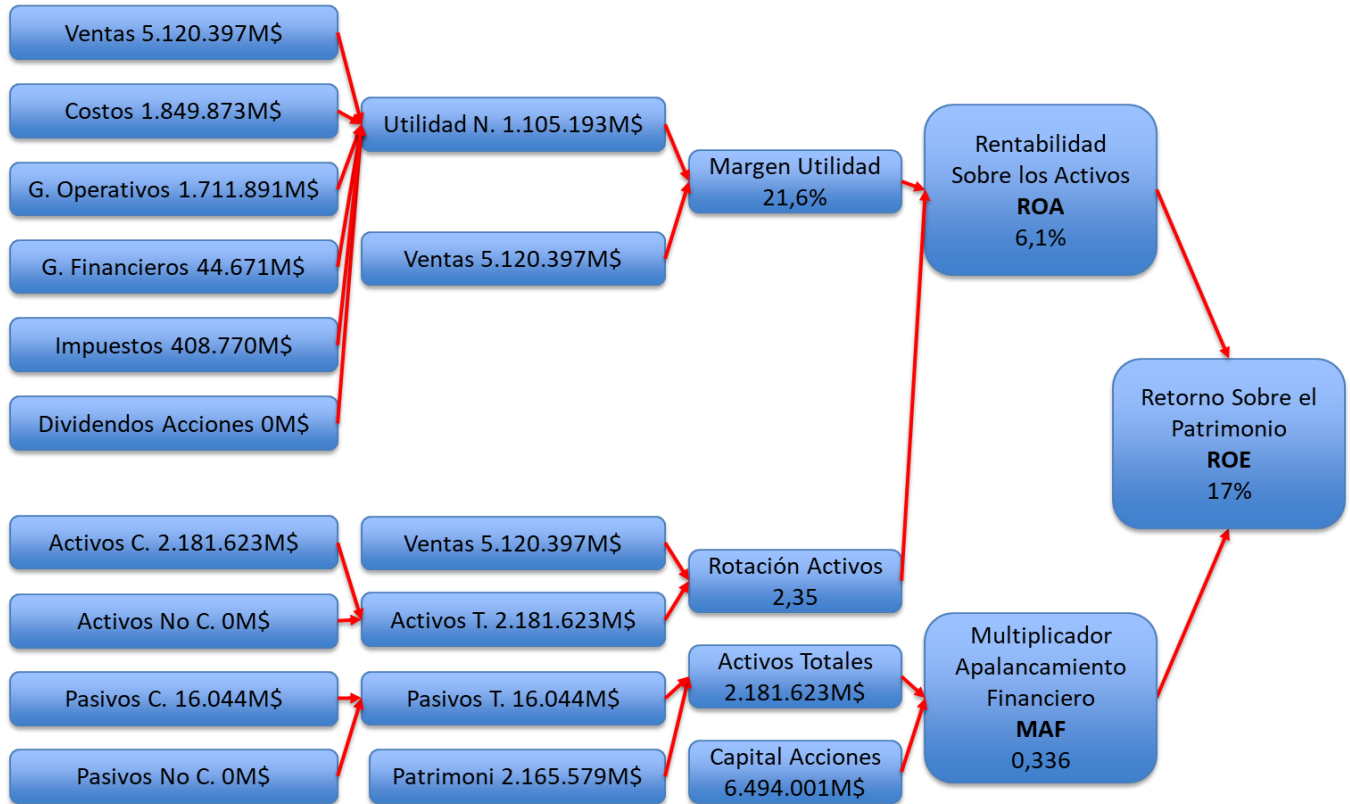 Ventas 5.120.397M$
Costos 1.849.873M$
G. Operativos 1.711.891M$
G. Financieros 44.671M$
Impuestos 408.770M$
Dividendos Acciones 0M$
Utilidad N. 1.105.193M$
Ventas 5.120.397M$
Margen Utilidad
21,6%
Rentabilidad
Sobre los Activos
ROA
6,1%
Retorno Sobre el
Patrimonio
ROE
17%
Activos C. 2.181.623M$
Activos No C. 0M$
Pasivos C. 16.044M$
Pasivos No C. 0M$
Ventas 5.120.397M$
Activos T. 2.181.623M$
Pasivos T. 16.044M$
Patrimoni 2.165.579M$
Rotación Activos
2,35
Activos Totales
2.181.623M$
Capital Acciones
6.494.001M$
Multiplicador
Apalancamiento
Financiero
MAF
0,336